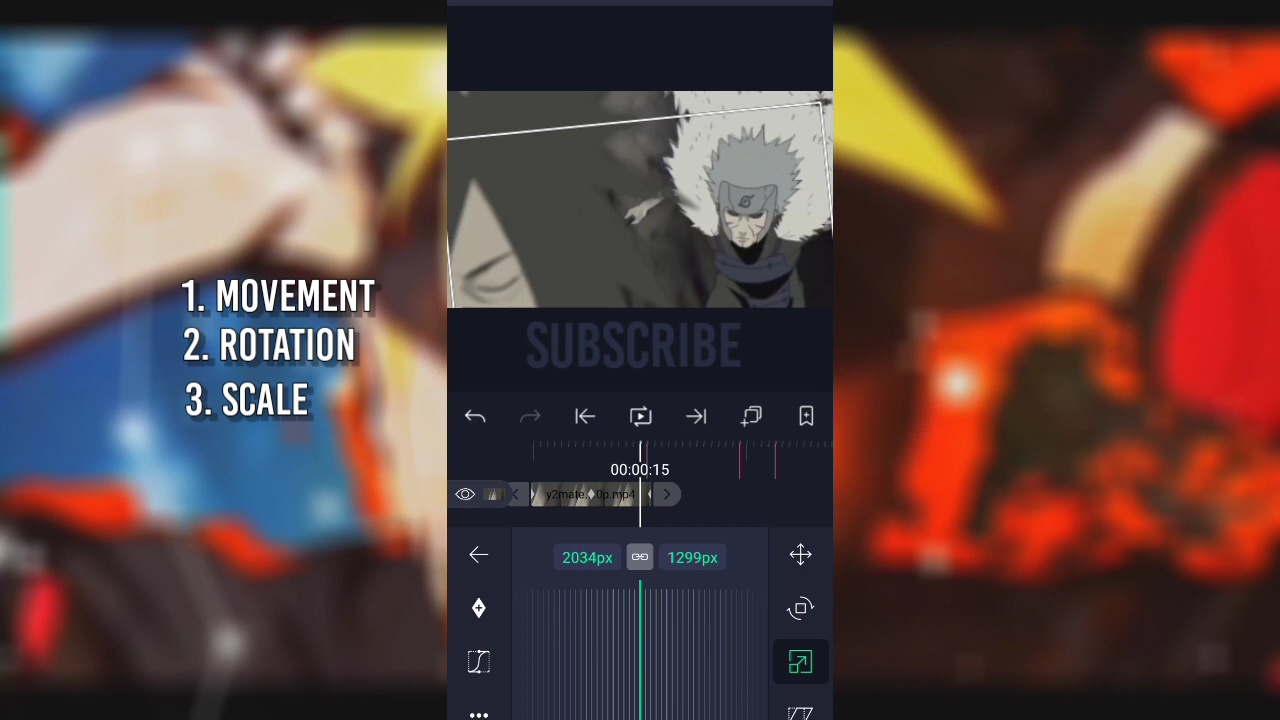 1. MOVEMENT
2. ROTATION
3. SCALE
SUBSCRIBE
00:00:15
y2mate...0p.mp4
2034px
1299px